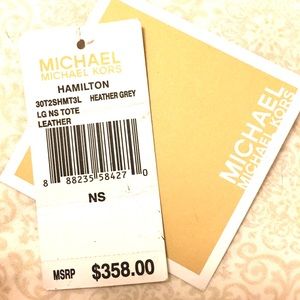 MICHAEL
MICHAEL KORS
HAMILTON
30T2SHMT3L HEATHER GREY
LG NS TOTE
LEATHER
8 88235 58427 0
NS
MSRP $358.00
MICHAEL
MICHAEL KORS